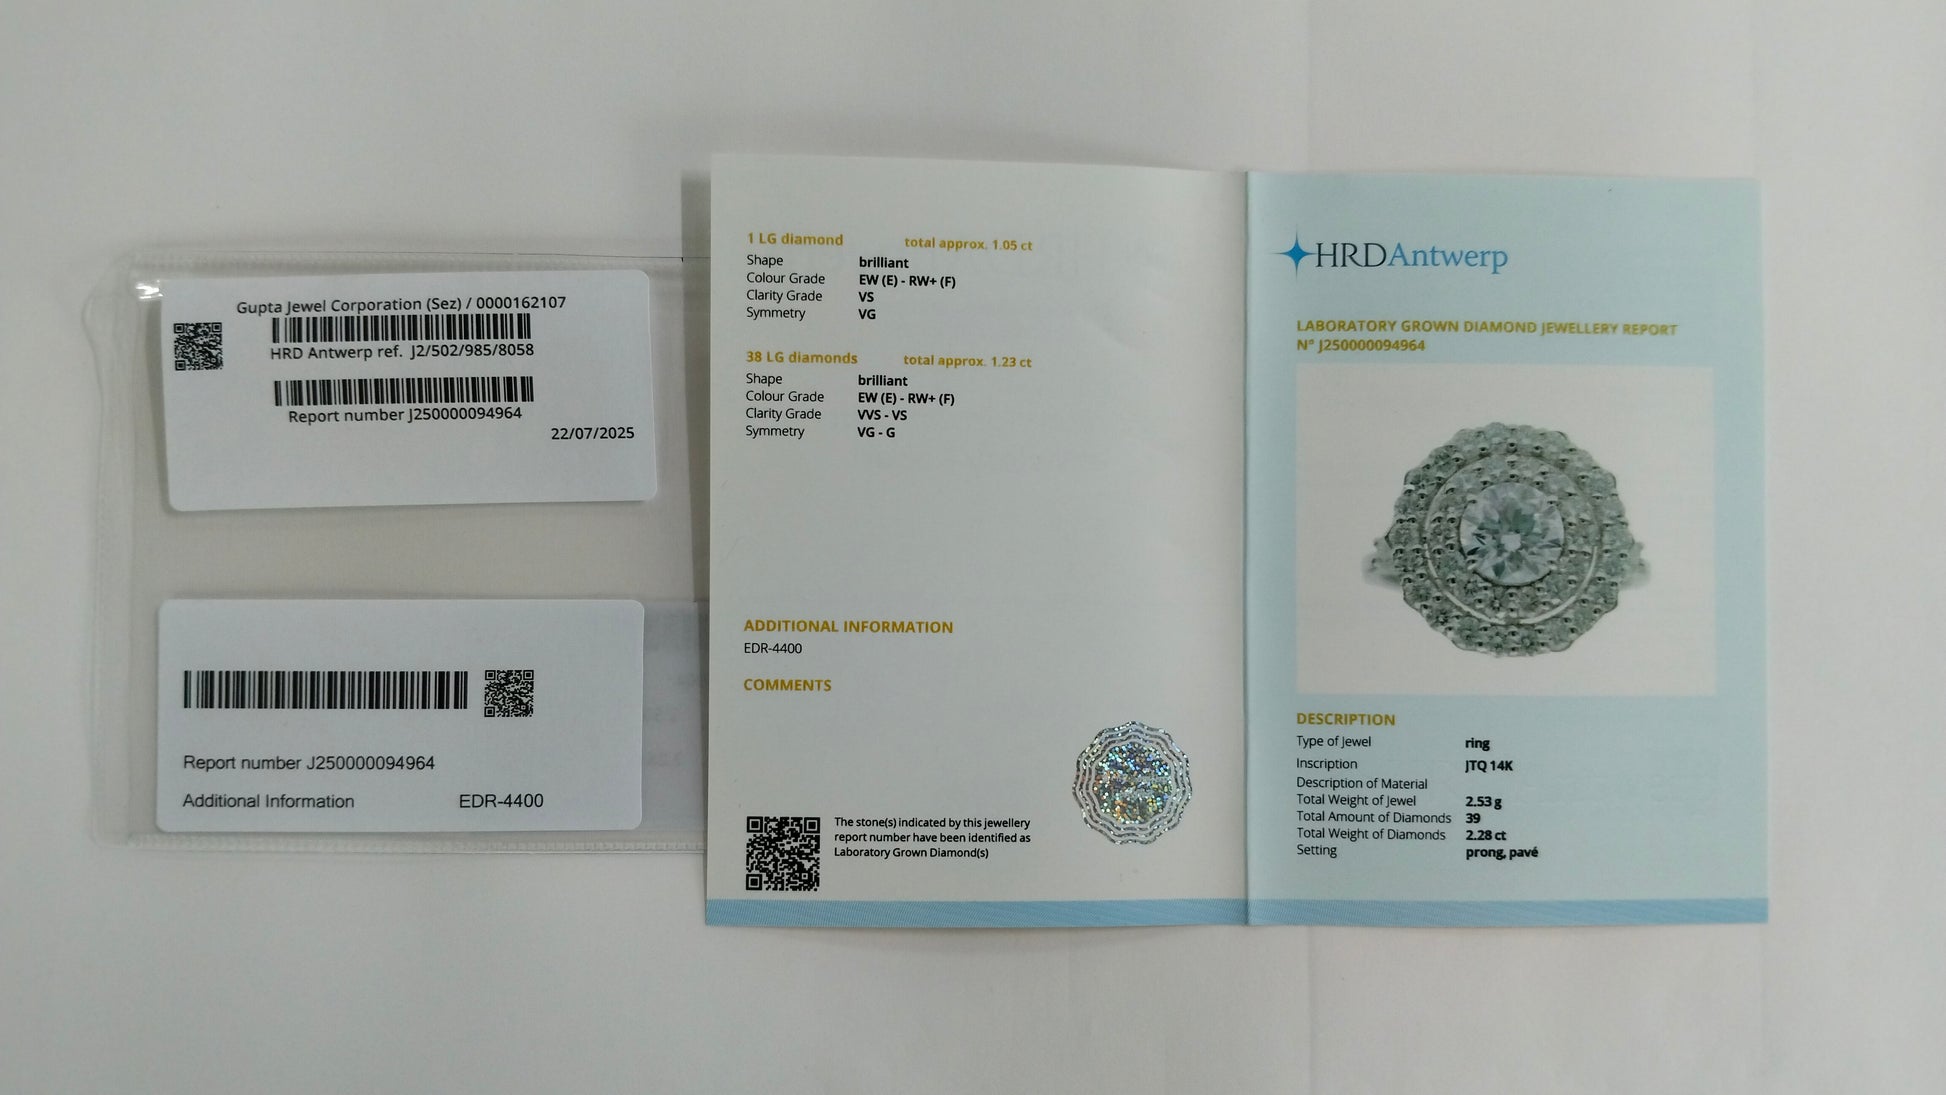 Gupta Jewel Corporation (Sez) / 0000162107
HRD Antwerp ref. J2/502/985/8058
Report number J250000094964
22/07/2025
Report number J250000094964
Additional Information EDR-4400
1 LG diamond total approx. 1.05 ct
Shape brilliant
Colour Grade EW (E) - RW+ (F)
Clarity Grade VS
Symmetry VG
38 LG diamonds total approx. 1.23 ct
Shape brilliant
Colour Grade EW (E) - RW+ (F)
Clarity Grade VVS - VS
Symmetry VG - G
ADDITIONAL INFORMATION
EDR-4400
COMMENTS
The stone(s) indicated by this jewellery
report number have been identified as
Laboratory Grown Diamond(s)
HRDAntwerp
LABORATORY GROWN DIAMOND JEWELLERY REPORT
N° J250000094964
DESCRIPTION
Type of Jewel ring
Inscription JTQ 14K
Description of Material
Total Weight of Jewel 2.53 g
Total Amount of Diamonds 39
Total Weight of Diamonds 2.28 ct
Setting prong, pavé